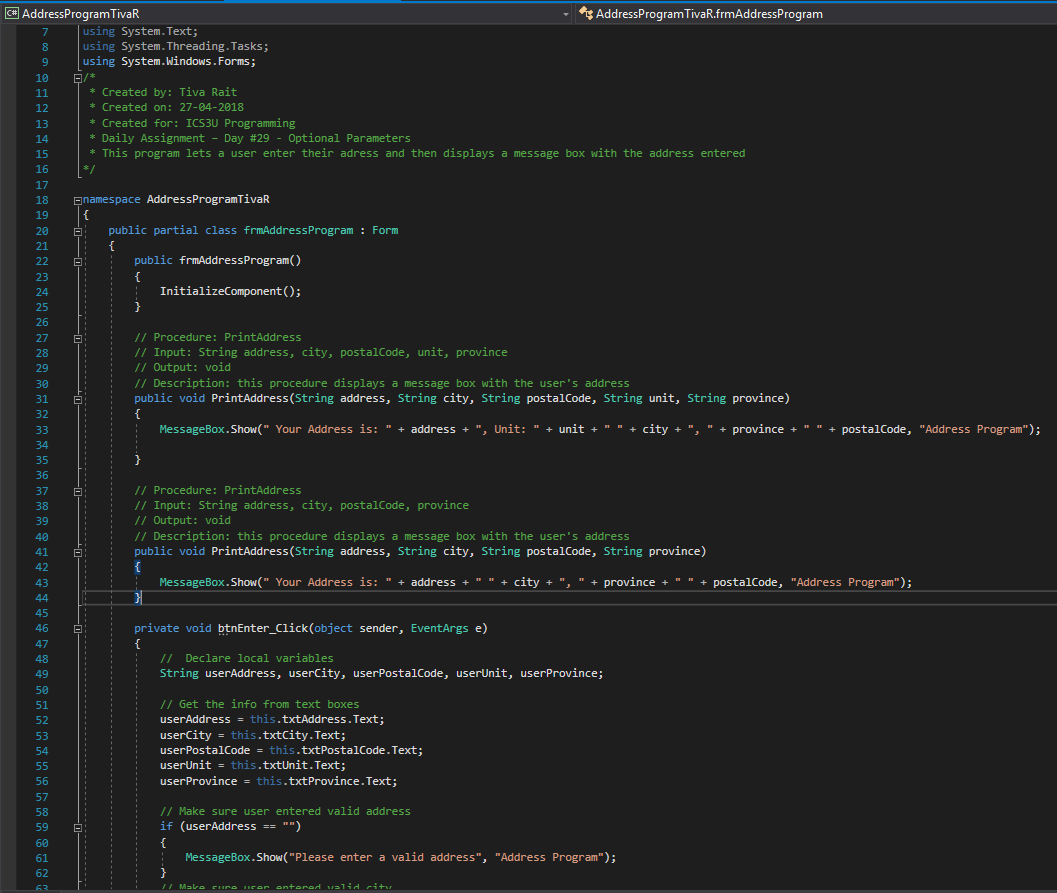 C# AddressProgramTivaR AddressProgramTivaR.frmAddressProgram
7 using System.Text;
8 using System.Threading.Tasks;
9 using System.Windows.Forms;
10 /*
11 * Created by: Tiva Rait
12 * Created on: 27-04-2018
13 * Created for: ICS3U Programming
14 * Daily Assignment – Day #29 - Optional Parameters
15 * This program lets a user enter their adress and then displays a message box with the address entered
16 */
17
18 namespace AddressProgramTivaR
19 {
20 public partial class frmAddressProgram : Form
21 {
22 public frmAddressProgram()
23 {
24 InitializeComponent();
25 }
26
27 // Procedure: PrintAddress
28 // Input: String address, city, postalCode, unit, province
29 // Output: void
30 // Description: this procedure displays a message box with the user's address
31 public void PrintAddress(String address, String city, String postalCode, String unit, String province)
32 {
33 MessageBox.Show(" Your Address is: " + address + ", Unit: " + unit + " " + city + ", " + province + " " + postalCode, "Address Program");
34
35 }
36
37 // Procedure: PrintAddress
38 // Input: String address, city, postalCode, province
39 // Output: void
40 // Description: this procedure displays a message box with the user's address
41 public void PrintAddress(String address, String city, String postalCode, String province)
42 {
43 MessageBox.Show(" Your Address is: " + address + " " + city + ", " + province + " " + postalCode, "Address Program");
44 }
45
46 private void btnEnter_Click(object sender, EventArgs e)
47 {
48 //  Declare local variables
49 String userAddress, userCity, userPostalCode, userUnit, userProvince;
50
51 // Get the info from text boxes
52 userAddress = this.txtAddress.Text;
53 userCity = this.txtCity.Text;
54 userPostalCode = this.txtPostalCode.Text;
55 userUnit = this.txtUnit.Text;
56 userProvince = this.txtProvince.Text;
57
58 // Make sure user entered valid address
59 if (userAddress == "")
60 {
61 MessageBox.Show("Please enter a valid address", "Address Program");
62 }
63 // Make sure user entered valid city